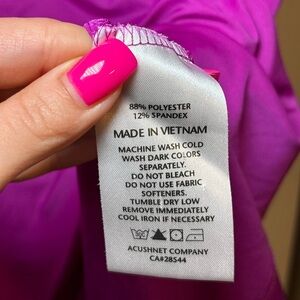 88% POLYESTER
12% SPANDEX
MADE IN VIETNAM
MACHINE WASH COLD
WASH DARK COLORS
SEPARATELY.
DO NOT BLEACH
DO NOT USE FABRIC
SOFTENERS.
TUMBLE DRY LOW
REMOVE IMMEDIATELY
COOL IRON IF NECESSARY
ACUSHNET COMPANY
CA#28544